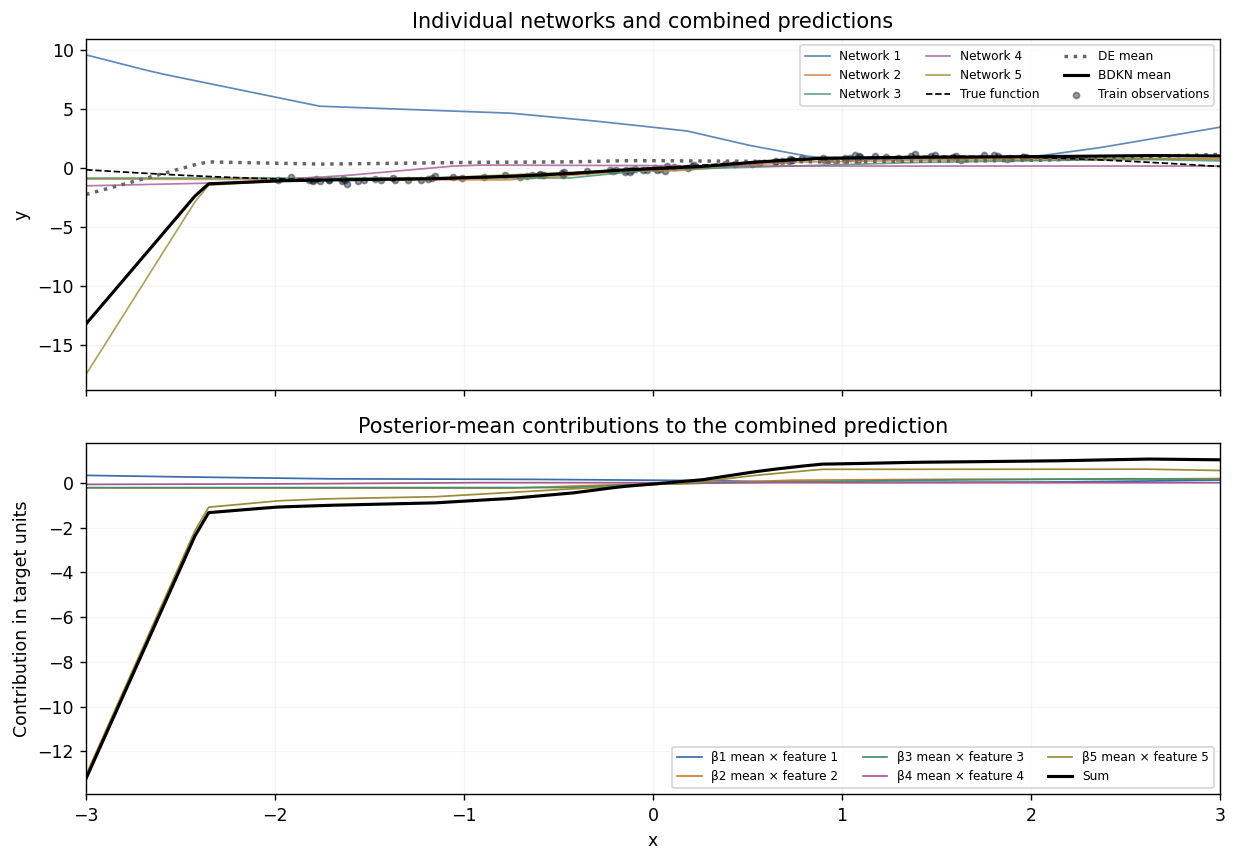 Individual networks and combined predictions
10
5
0
−5
−10
−15
y
Network 1
Network 2
Network 3
Network 4
Network 5
True function
DE mean
BDKN mean
Train observations
Posterior-mean contributions to the combined prediction
0
−2
−4
−6
−8
−10
−12
Contribution in target units
β1 mean × feature 1
β2 mean × feature 2
β3 mean × feature 3
β4 mean × feature 4
β5 mean × feature 5
Sum
−3
−2
−1
0
1
2
3
x